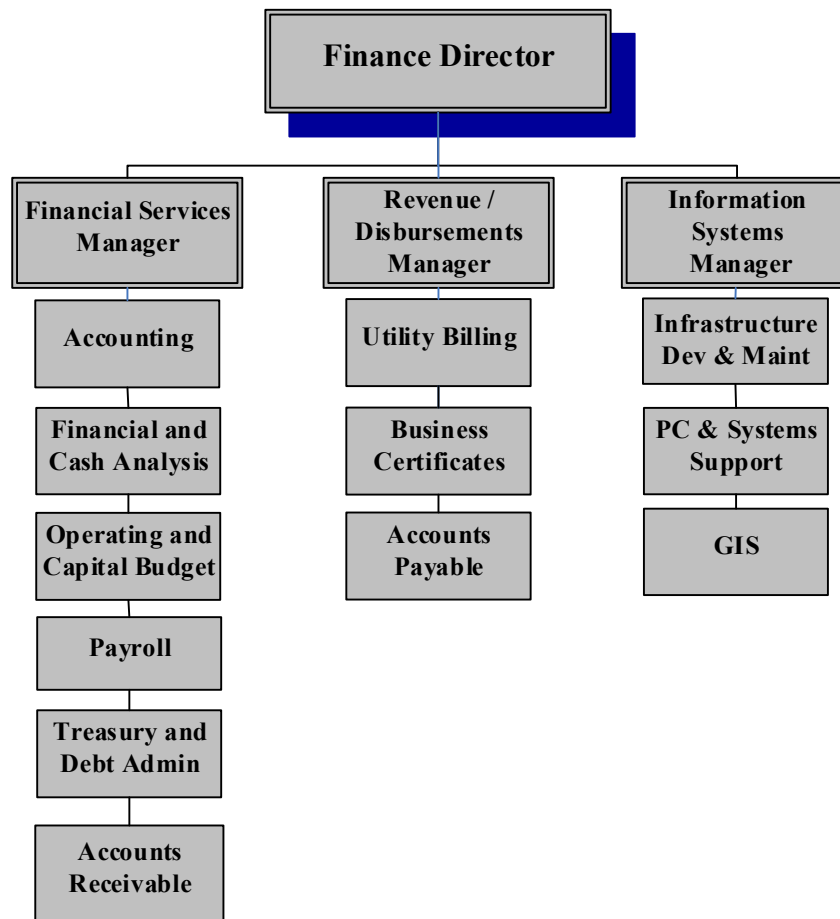 Finance Director
Financial Services
Manager
Revenue /
Disbursements
Manager
Information
Systems
Manager
Accounting
Utility Billing
Infrastructure
Dev & Maint
Financial and
Cash Analysis
Business
Certificates
PC & Systems
Support
Operating and
Capital Budget
Accounts
Payable
GIS
Payroll
Treasury and
Debt Admin
Accounts
Receivable